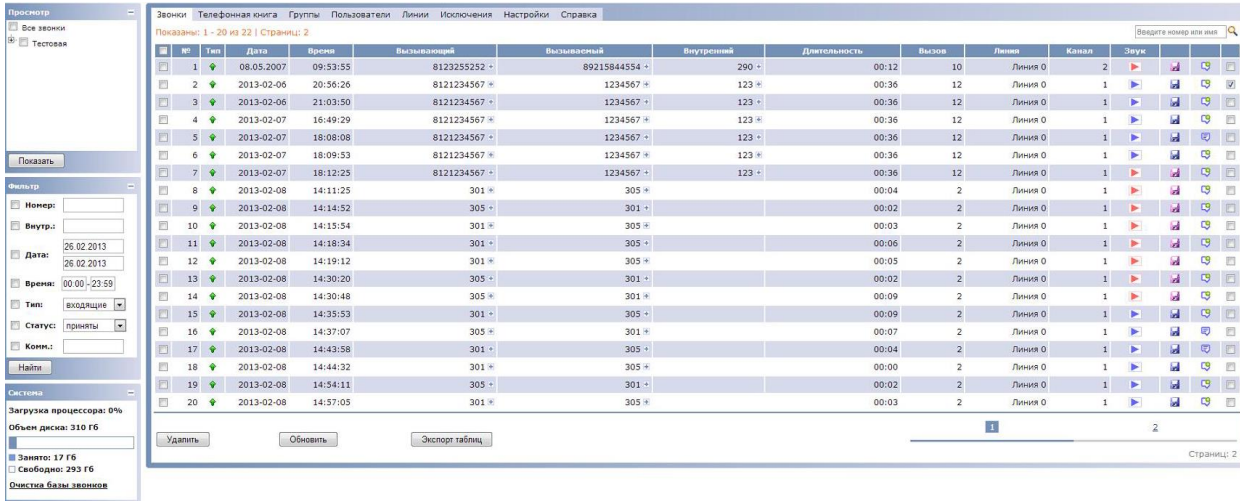 Просмотр
Все звонки
Тестовая
Показать
Фильтр
Номер:
Внутр.:
Дата: 26.02.2013
26.02.2013
Время: 00:00 - 23:59
Тип: входящие
Статус: приняты
Комм.:
Найти
Система
Загрузка процессора: 0%
Объем диска: 310 Гб
Занято: 17 Гб
Свободно: 293 Гб
Очистка базы звонков
Звонки Телефонная книга Группы Пользователи Линии Исключения Настройки Справка
Показаны: 1 - 20 из 22 | Страниц: 2
Введите номер или имя
№ Тип Дата Время Вызывающий Вызываемый Внутренний Длительность Вызов Линия Канал Звук
1 08.05.2007 09:53:55 8123255252 + 89215844554 + 290 + 00:12 10 Линия 0 2
2 2013-02-06 20:56:26 8121234567 + 1234567 + 123 + 00:36 12 Линия 0 1
3 2013-02-06 21:03:50 8121234567 + 1234567 + 123 + 00:36 12 Линия 0 1
4 2013-02-07 16:49:29 8121234567 + 1234567 + 123 + 00:36 12 Линия 0 1
5 2013-02-07 18:08:08 8121234567 + 1234567 + 123 + 00:36 12 Линия 0 1
6 2013-02-07 18:09:53 8121234567 + 1234567 + 123 + 00:36 12 Линия 0 1
7 2013-02-07 18:12:25 8121234567 + 1234567 + 123 + 00:36 12 Линия 0 1
8 2013-02-08 14:11:25 301 + 305 + 00:04 2 Линия 0 1
9 2013-02-08 14:14:52 305 + 301 + 00:02 2 Линия 0 1
10 2013-02-08 14:15:54 301 + 305 + 00:03 2 Линия 0 1
11 2013-02-08 14:18:34 301 + 305 + 00:06 2 Линия 0 1
12 2013-02-08 14:19:12 301 + 305 + 00:05 2 Линия 0 1
13 2013-02-08 14:30:20 305 + 301 + 00:02 2 Линия 0 1
14 2013-02-08 14:30:48 305 + 301 + 00:09 2 Линия 0 1
15 2013-02-08 14:35:53 301 + 305 + 00:09 2 Линия 0 1
16 2013-02-08 14:37:07 305 + 301 + 00:07 2 Линия 0 1
17 2013-02-08 14:43:58 301 + 305 + 00:04 2 Линия 0 1
18 2013-02-08 14:44:32 301 + 305 + 00:00 2 Линия 0 1
19 2013-02-08 14:54:11 305 + 301 + 00:02 2 Линия 0 1
20 2013-02-08 14:57:05 301 + 305 + 00:03 2 Линия 0 1
Удалить Обновить Экспорт таблиц
1 2
Страниц: 2